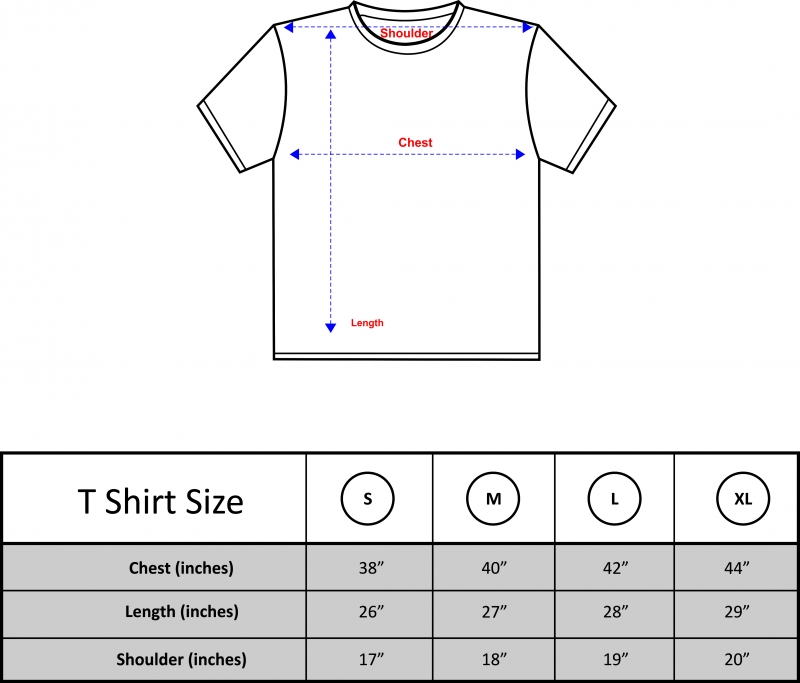 Shoulder
Chest
Length
T Shirt Size S M L XL
Chest (inches) 38” 40” 42” 44”
Length (inches) 26” 27” 28” 29”
Shoulder (inches) 17” 18” 19” 20”